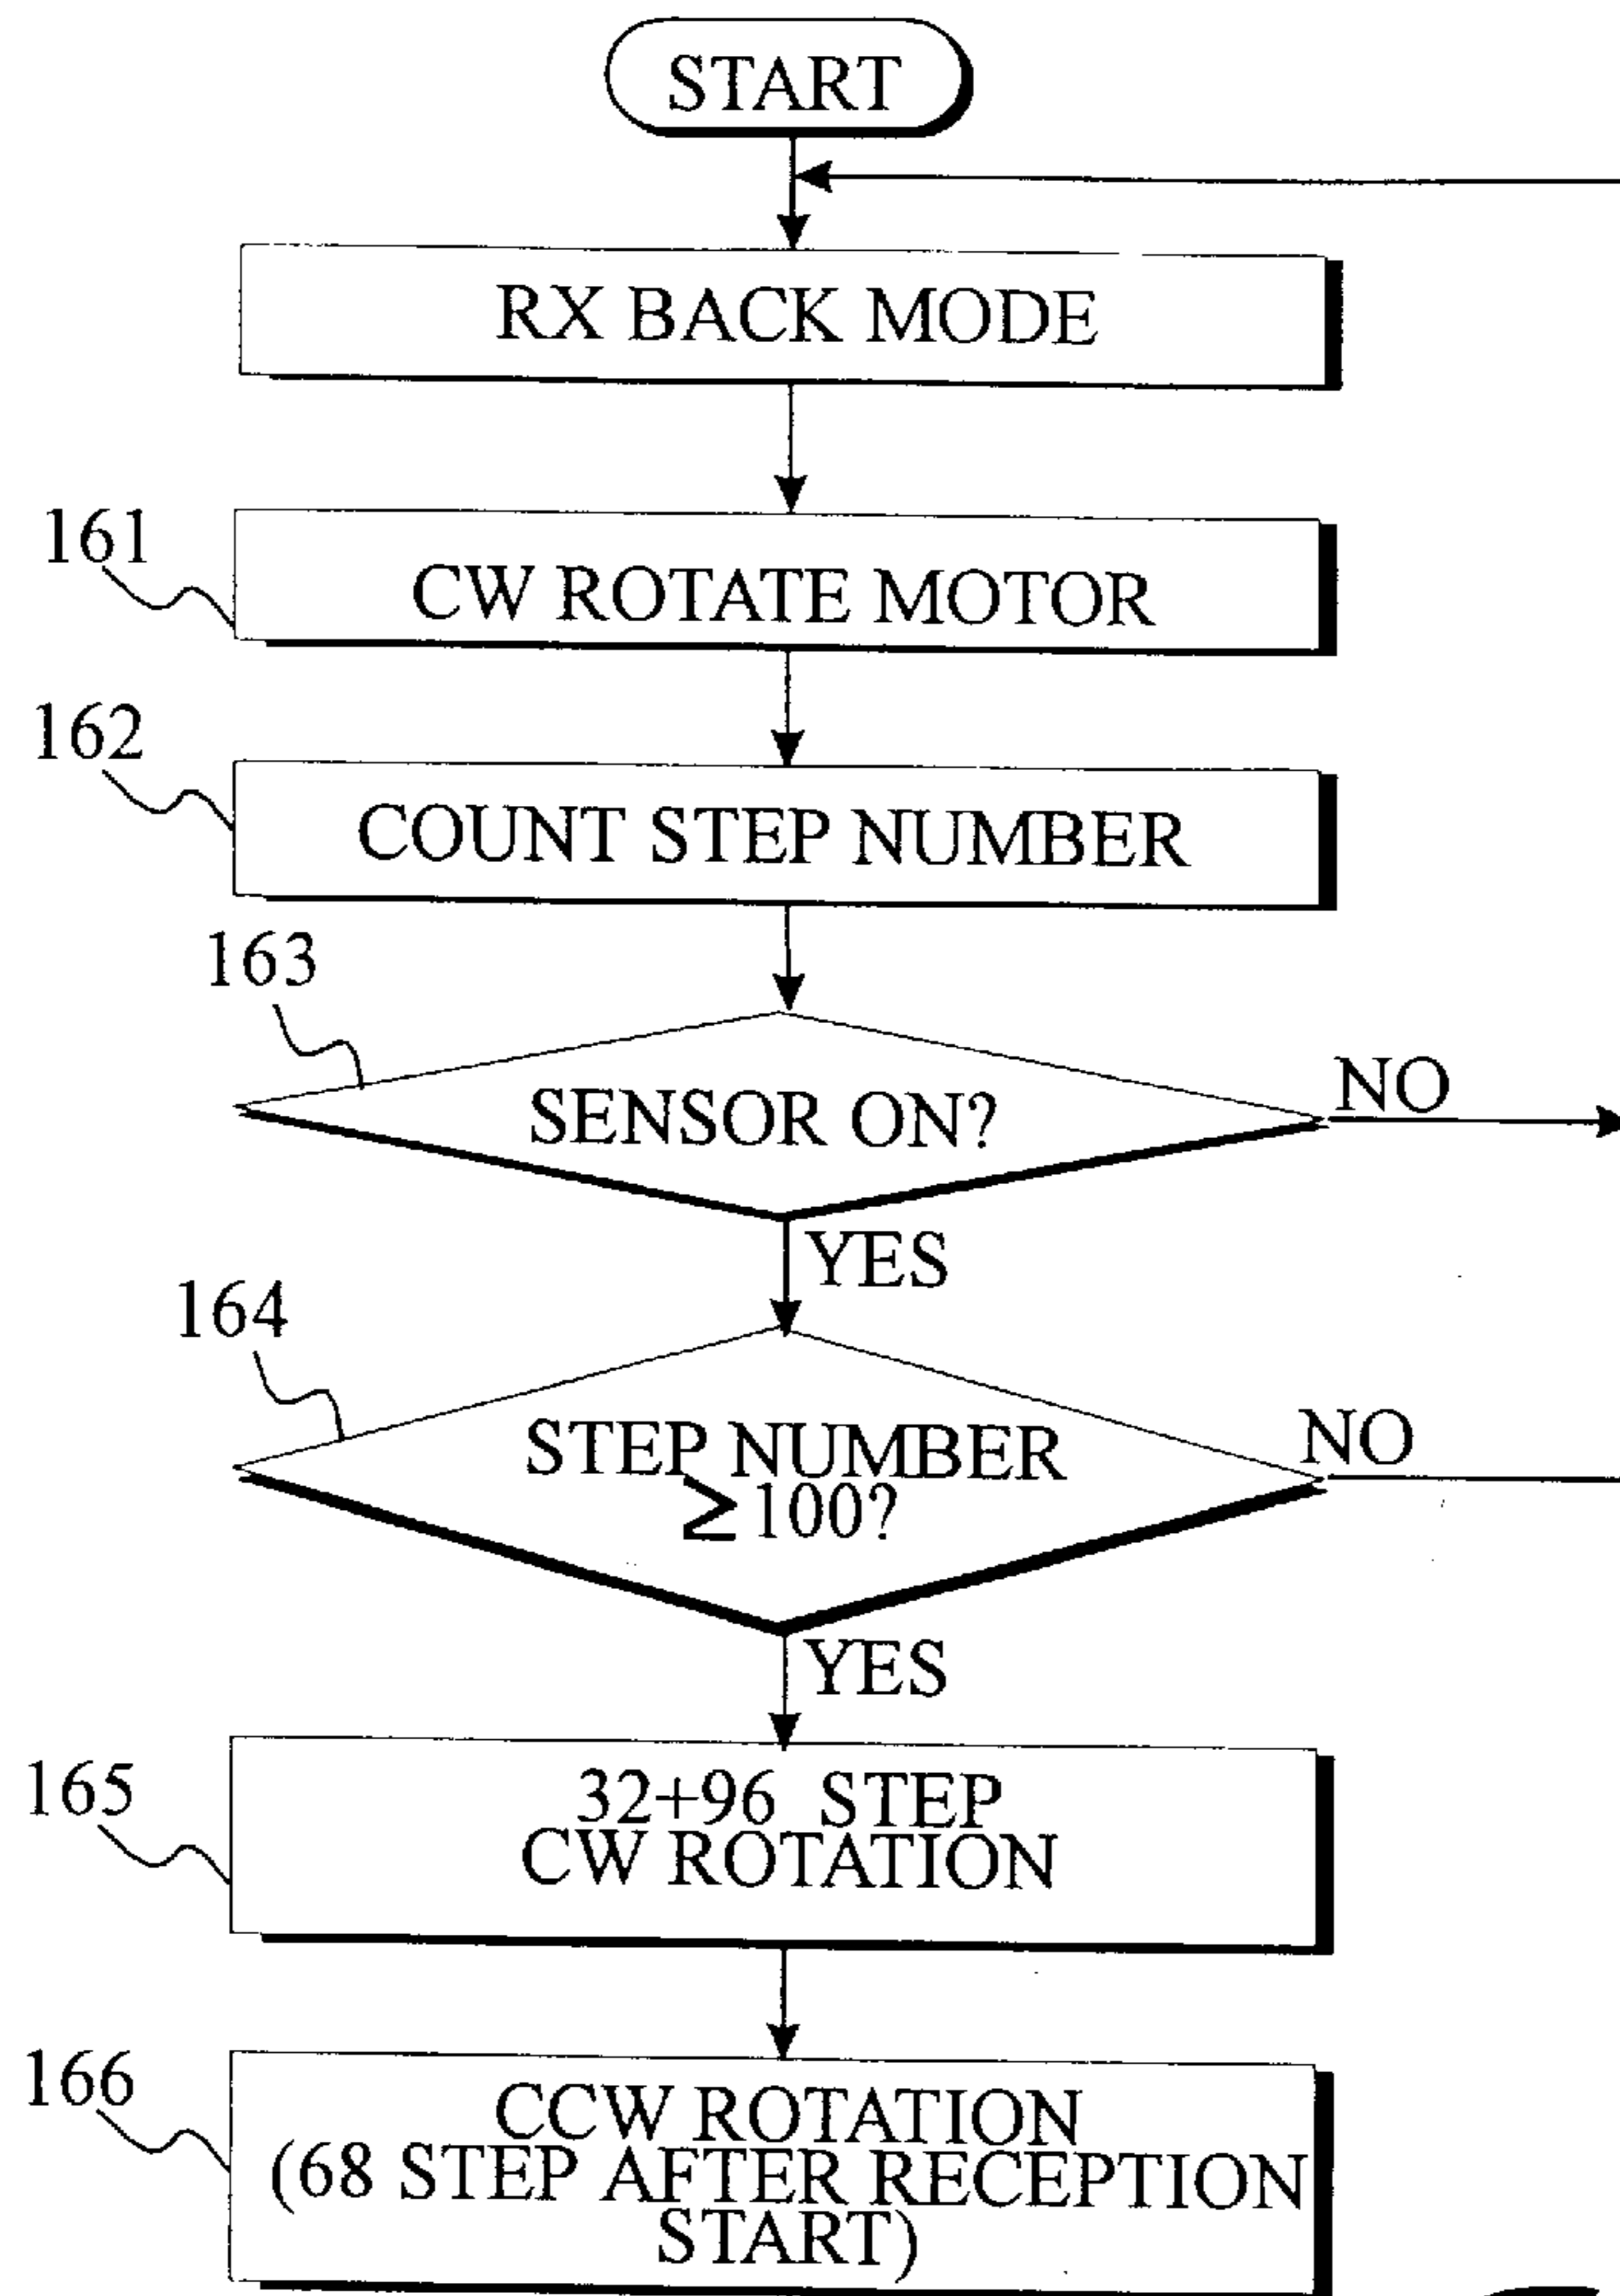 START
RX BACK MODE
161
CW ROTATE MOTOR
162
COUNT STEP NUMBER
163
SENSOR ON?
NO
YES
164
STEP NUMBER
≥100?
NO
YES
165
32+96 STEP
CW ROTATION
166
CCW ROTATION
(68 STEP AFTER RECEPTION
START)